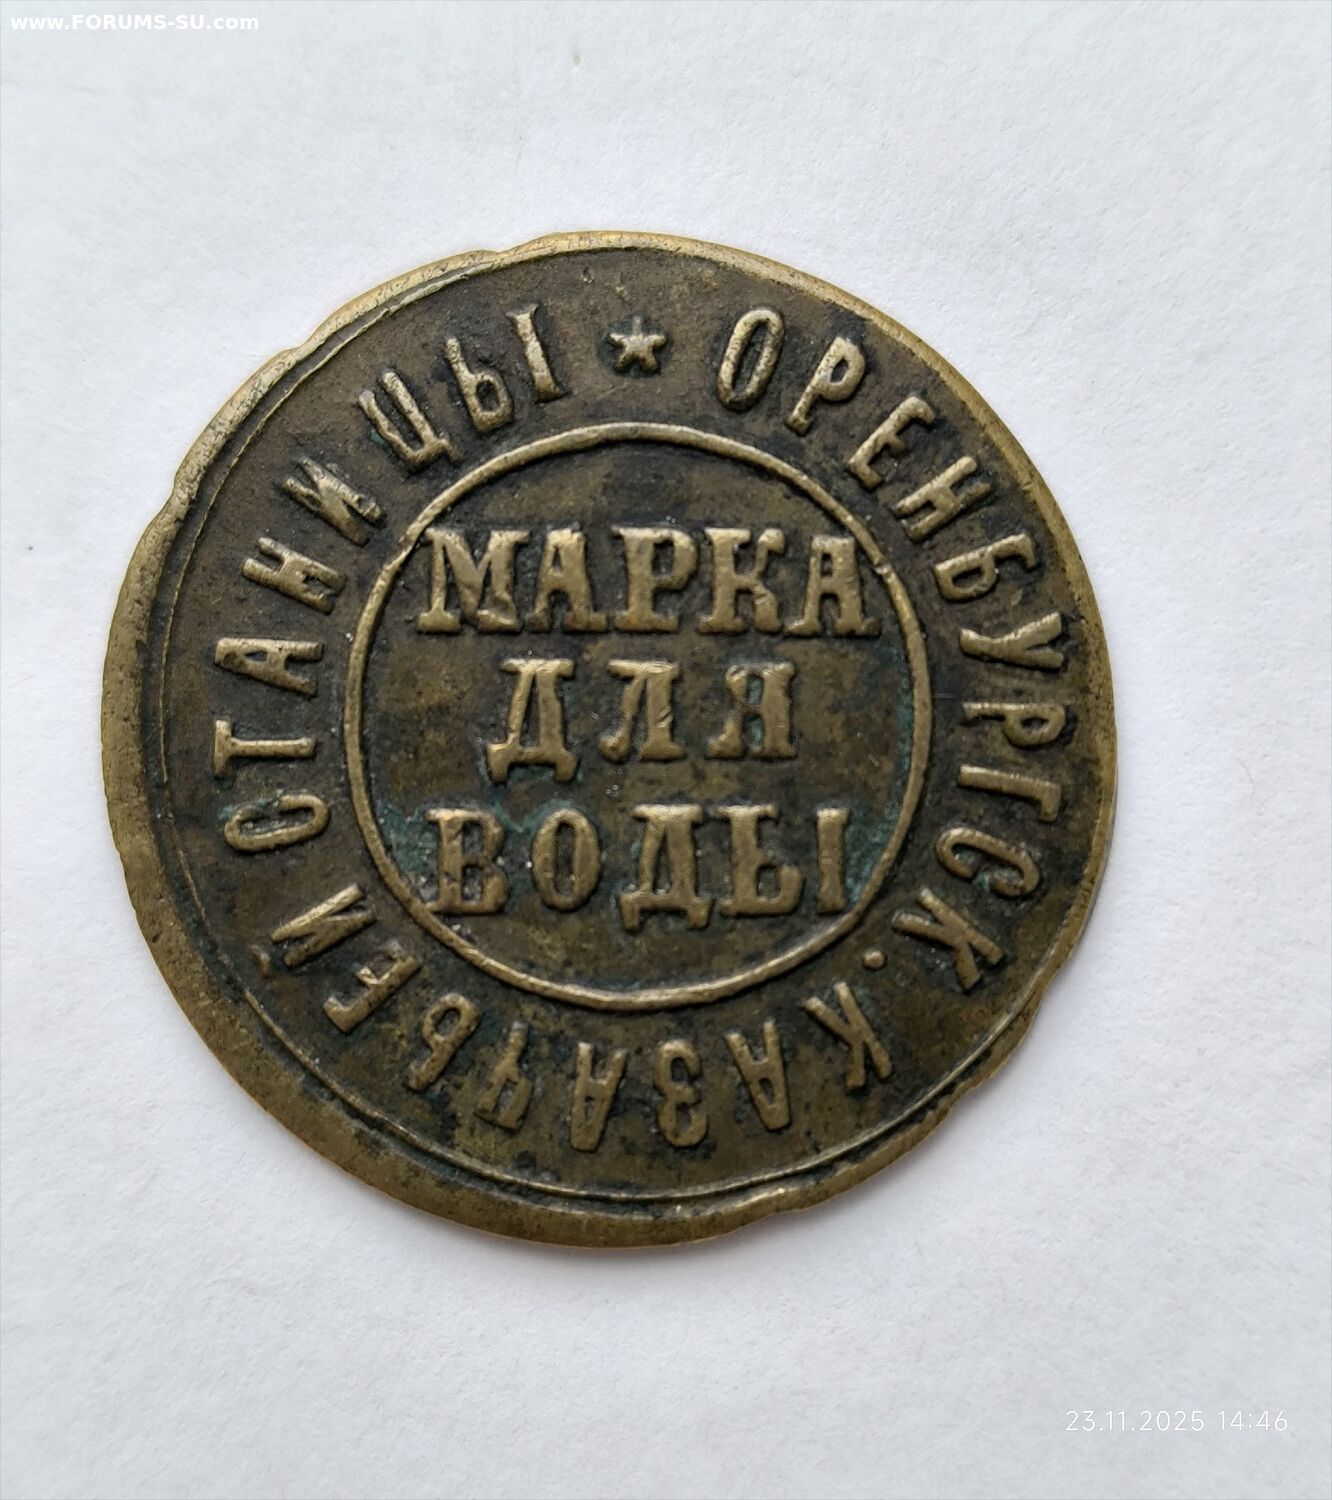 www.FORUMS-SU.com
★ ОРЕНБУРГСК. КАЗАЧЬЕЙ СТАНИЦЫ
МАРКА
ДЛЯ
ВОДЫ
23.11.2025 14:46